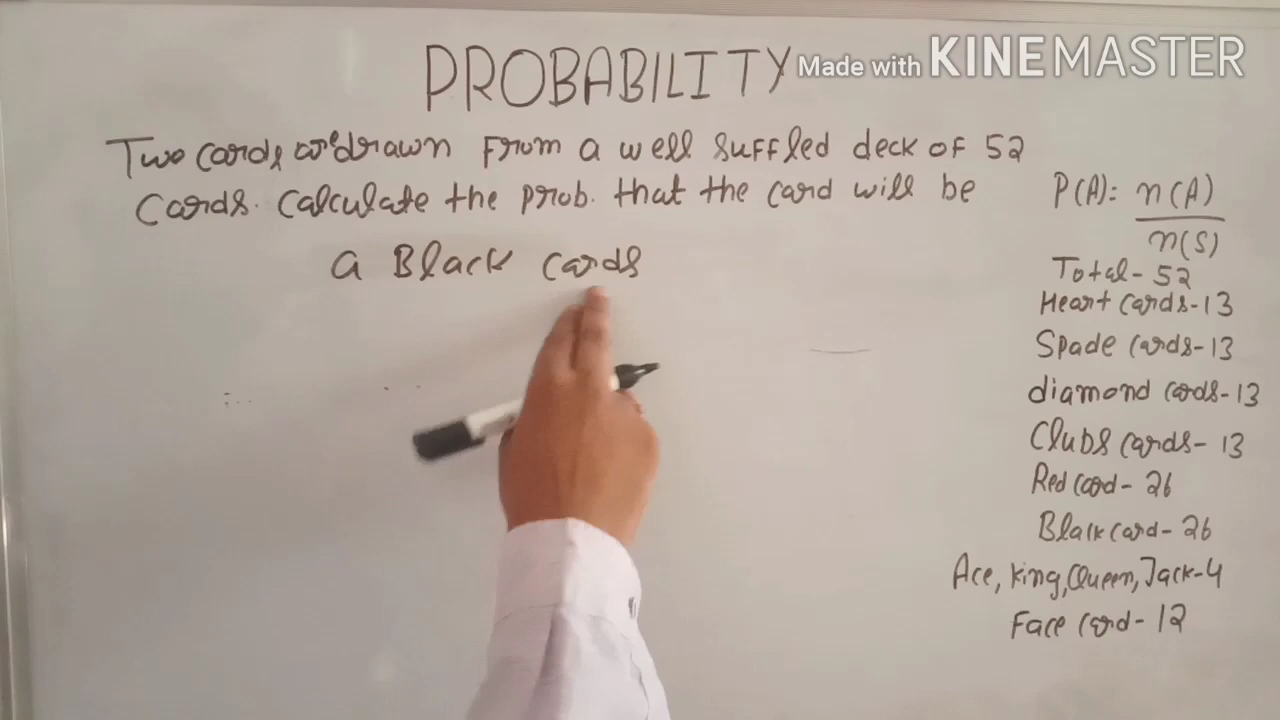 PROBABILITY
Made with KINEMASTER
Two cards are drawn from a well suffled deck of 52
cards. Calculate the prob. that the card will be
a Black cards
P(A): n(A)
n(S)
Total - 52
Heart cards - 13
Spade cards - 13
diamond cards - 13
Clubs cards - 13
Red card - 26
Black card - 26
Ace, King, Queen, Jack - 4
Face card - 12